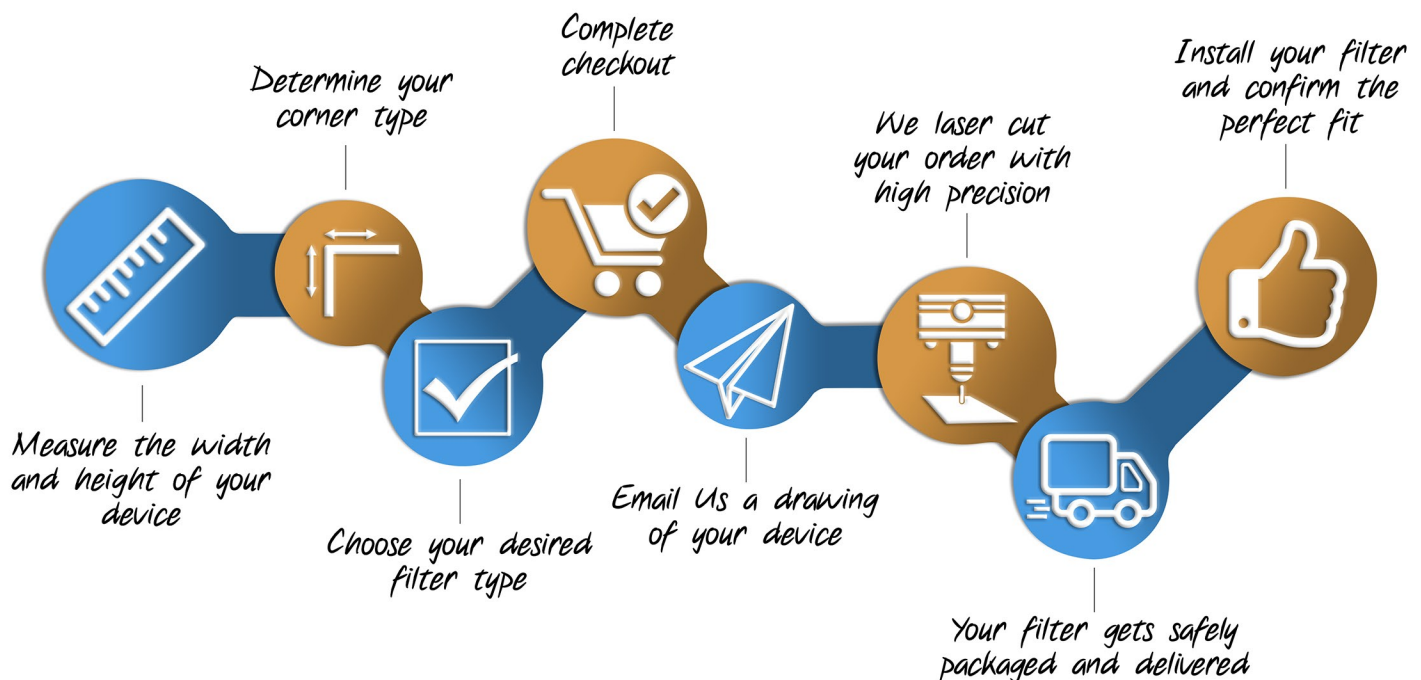 Measure the width
and height of your
device
Determine your
corner type
Choose your desired
filter type
Complete
checkout
Email Us a drawing
of your device
We laser cut
your order with
high precision
Your filter gets safely
packaged and delivered
Install your filter
and confirm the
perfect fit